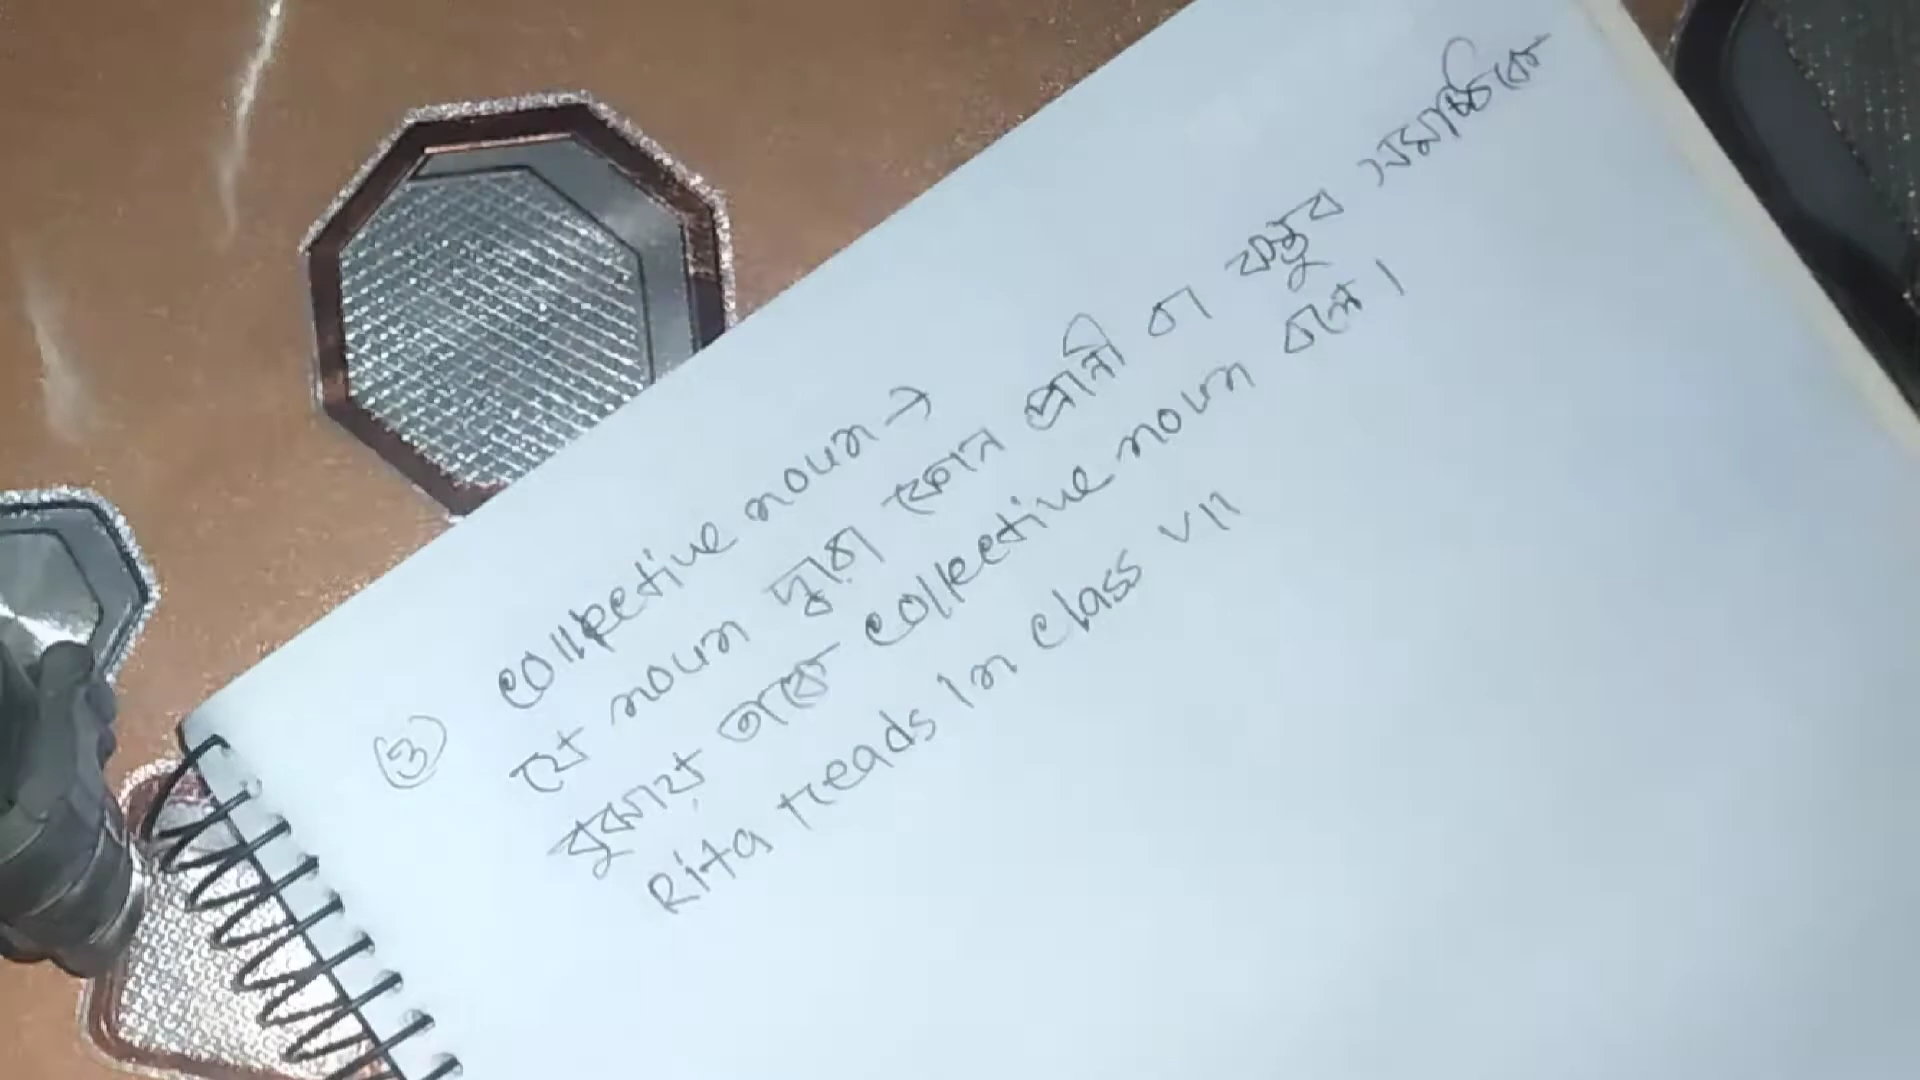 ③ collective noun →
যে noun দ্বারা কোন প্রানী বা বস্তুর সমষ্টিকে
বুঝায় তাকে collective noun বলে।
Rita reads In class VII